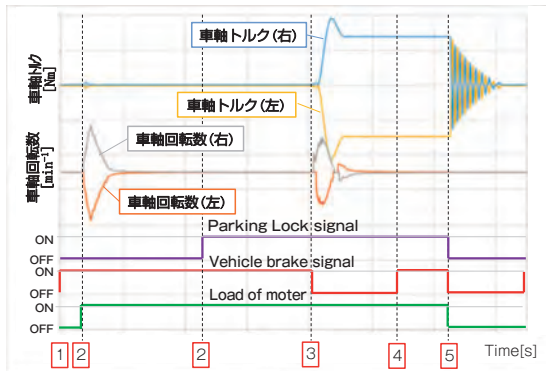 車軸トルク(右)
車軸トルク
[Nm]
車軸トルク(左)
車軸回転数(右)
車軸回転数
[min⁻¹]
車軸回転数(左)
Parking Lock signal
ON
OFF
Vehicle brake signal
ON
OFF
Load of moter
ON
OFF
1 2 2 3 4 5 Time[s]